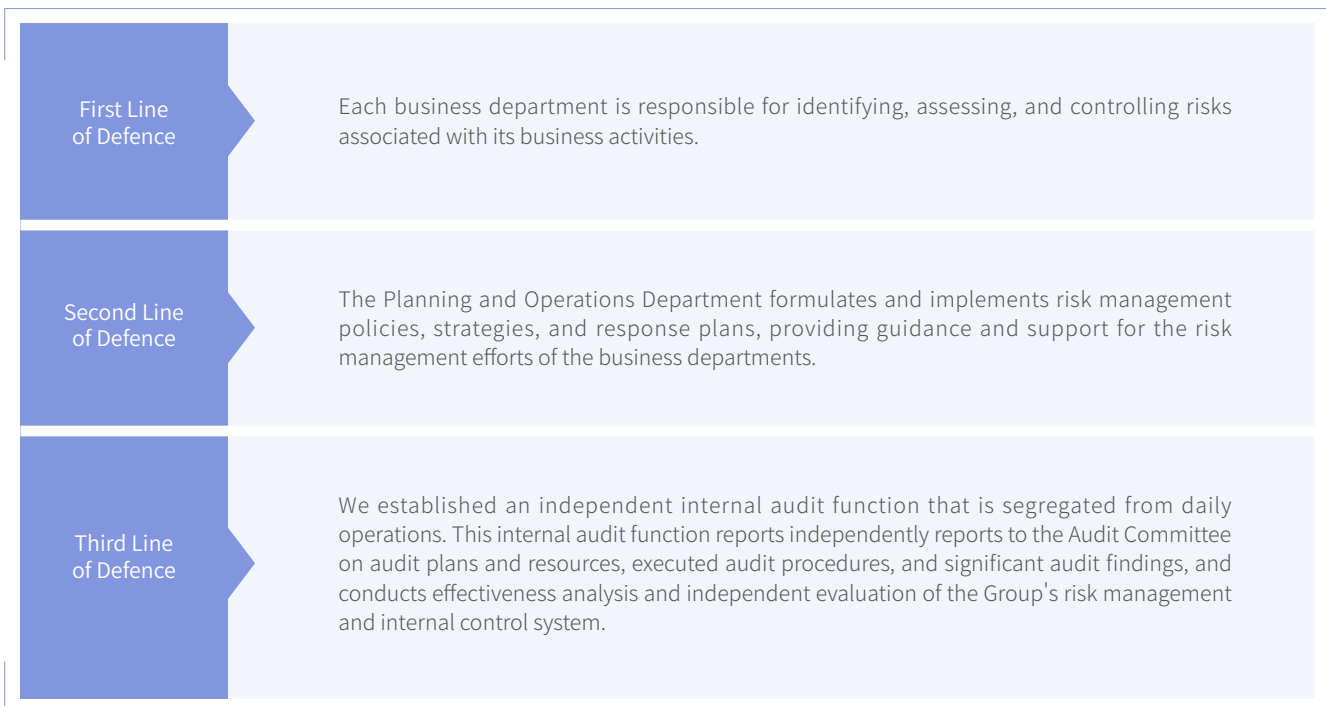 First Line
of Defence
Each business department is responsible for identifying, assessing, and controlling risks
associated with its business activities.
Second Line
of Defence
The Planning and Operations Department formulates and implements risk management
policies, strategies, and response plans, providing guidance and support for the risk
management efforts of the business departments.
Third Line
of Defence
We established an independent internal audit function that is segregated from daily
operations. This internal audit function reports independently reports to the Audit Committee
on audit plans and resources, executed audit procedures, and significant audit findings, and
conducts effectiveness analysis and independent evaluation of the Group's risk management
and internal control system.